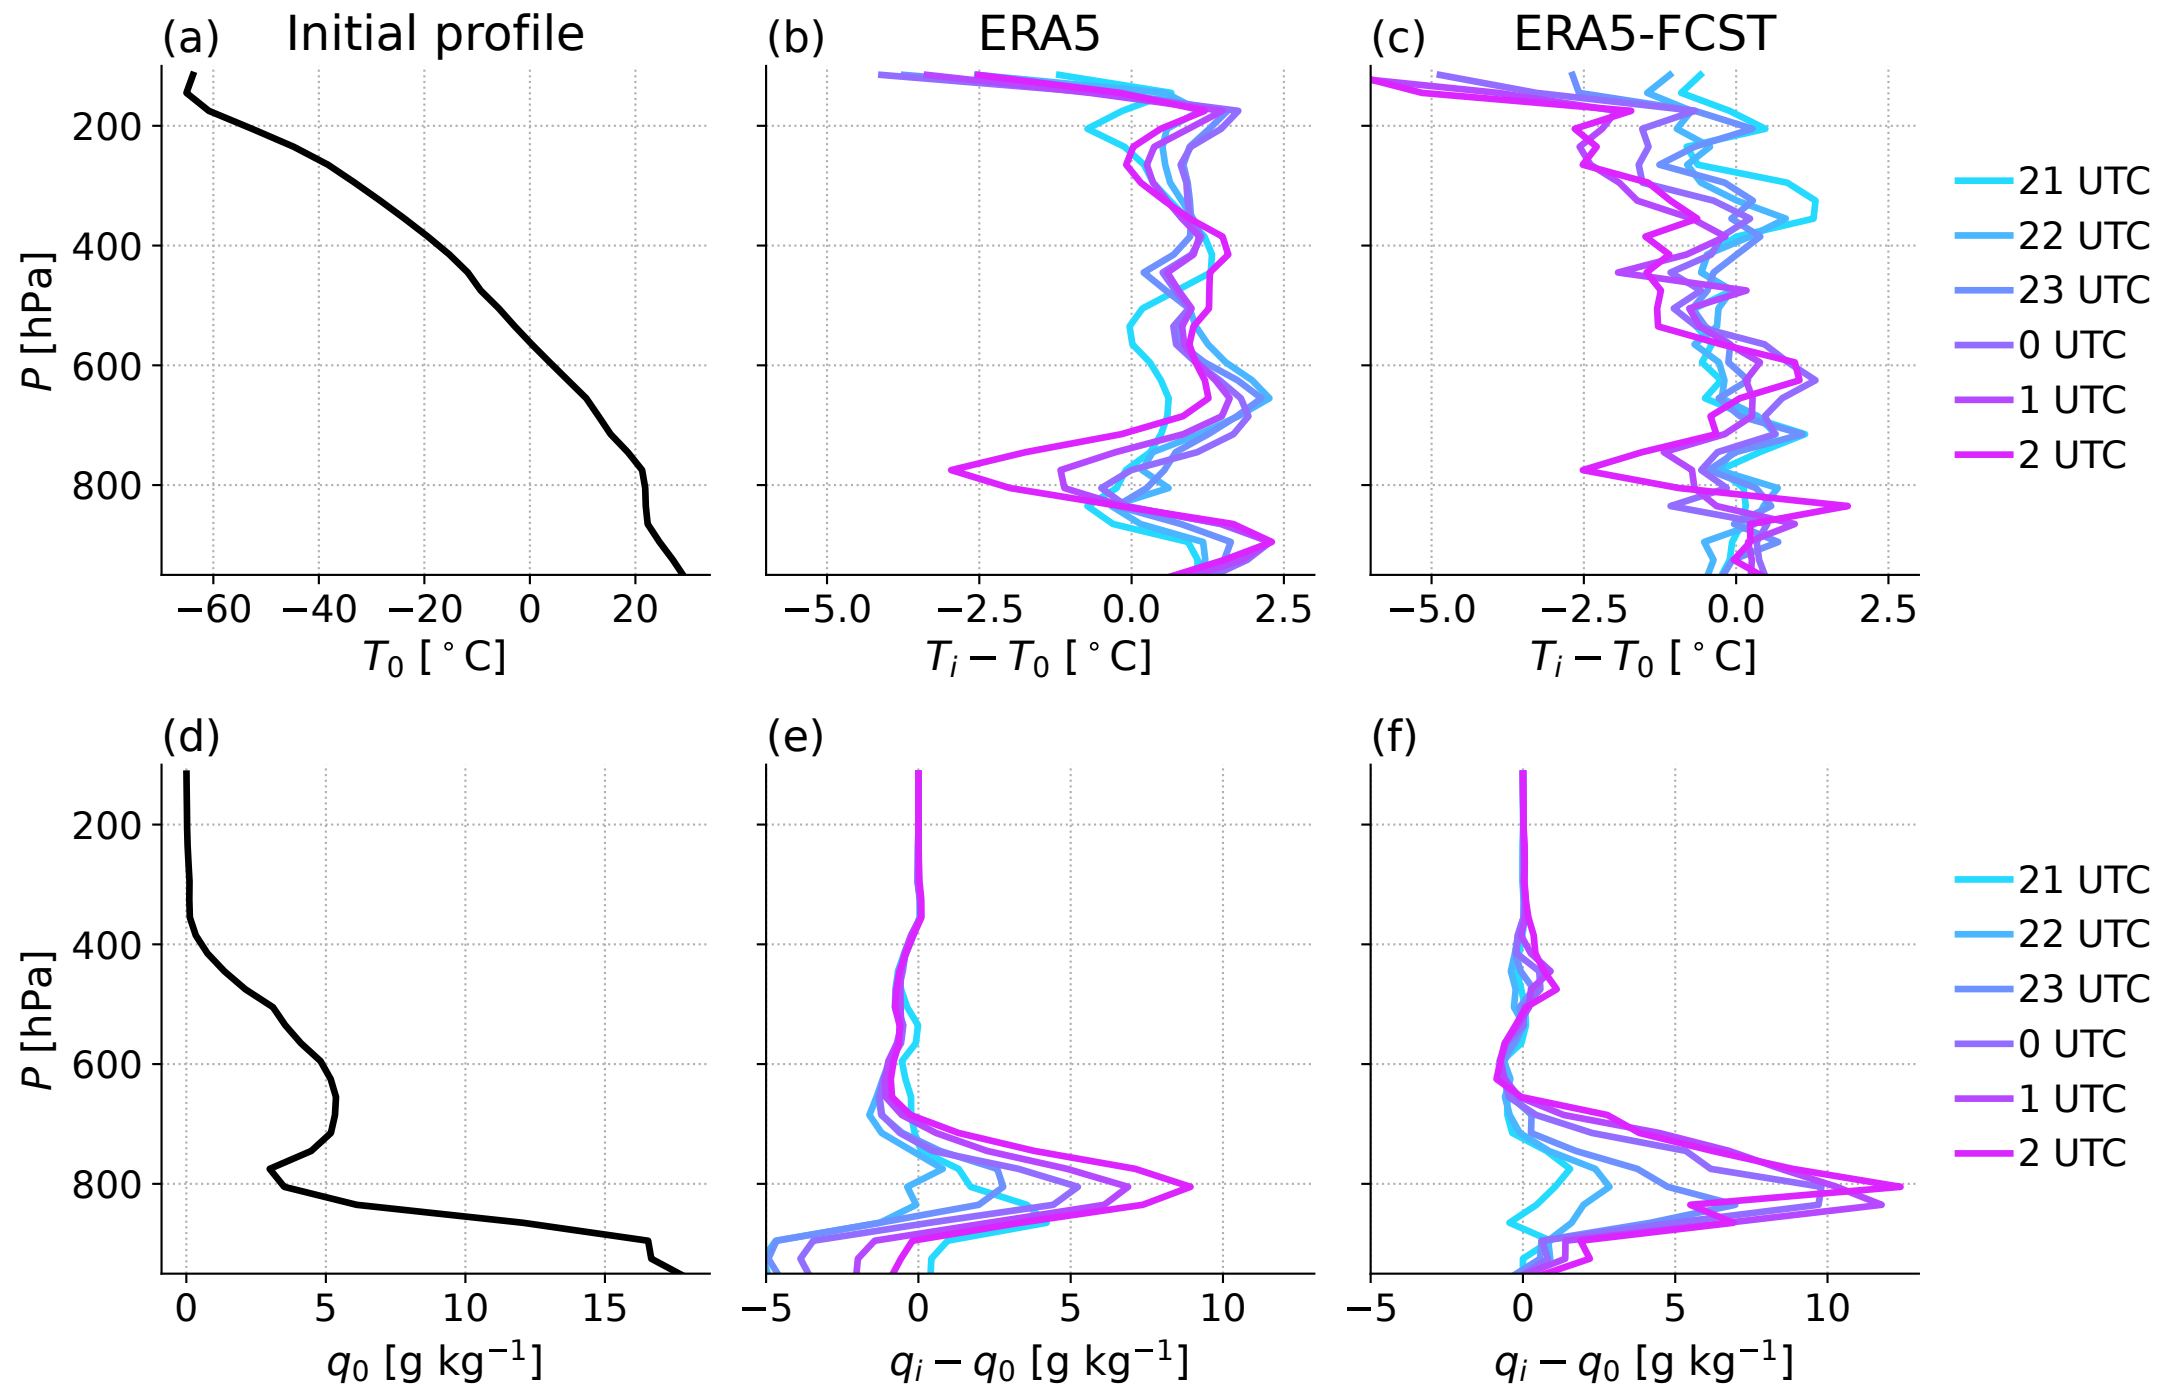 (a) Initial profile
(b) ERA5
(c) ERA5-FCST
P [hPa]
200
400
600
800
−60 −40 −20 0 20
T0 [°C]
−5.0 −2.5 0.0 2.5
Ti − T0 [°C]
−5.0 −2.5 0.0 2.5
Ti − T0 [°C]
21 UTC
22 UTC
23 UTC
0 UTC
1 UTC
2 UTC
(d)
(e)
(f)
P [hPa]
200
400
600
800
0 5 10 15
q0 [g kg−1]
−5 0 5 10
qi − q0 [g kg−1]
−5 0 5 10
qi − q0 [g kg−1]
21 UTC
22 UTC
23 UTC
0 UTC
1 UTC
2 UTC